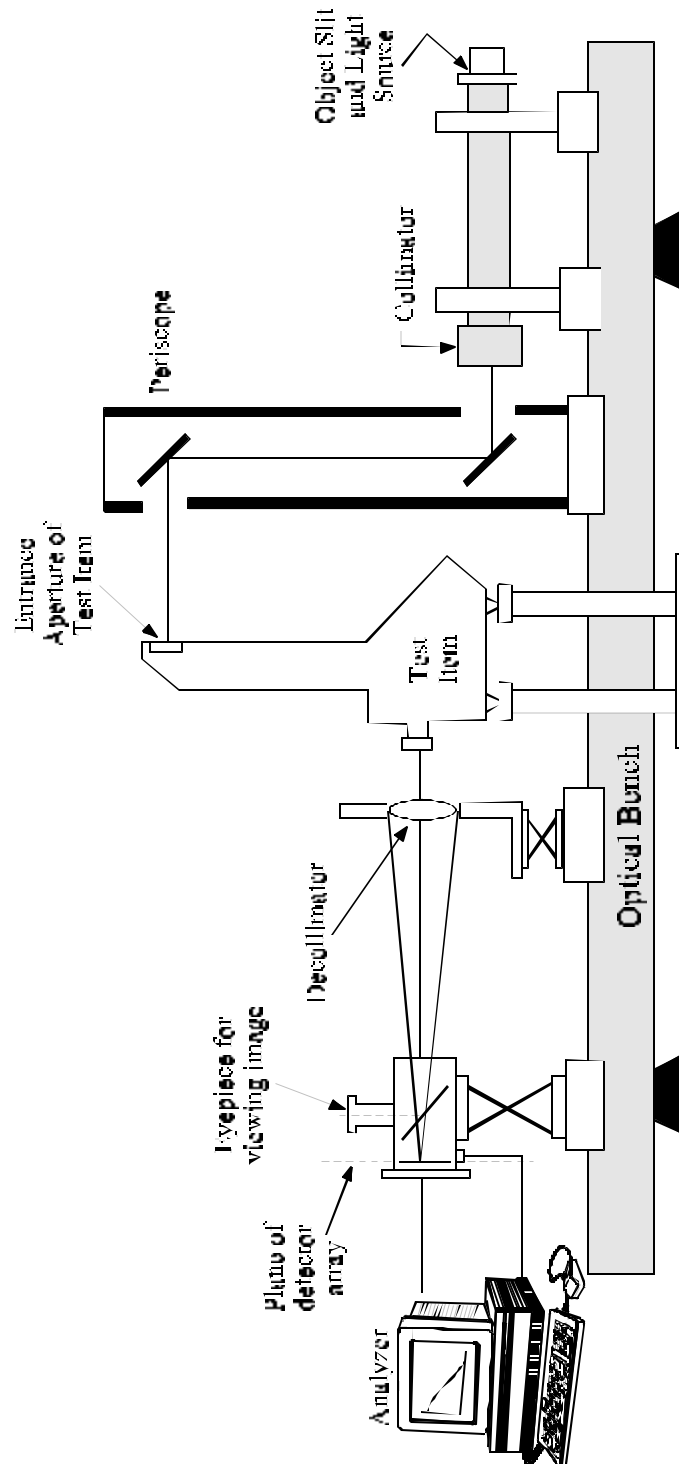 Object Slit
and Light
Source
Collimator
Periscope
Entrance
Aperture of
Test Item
Test
Item
Optical Bench
Decollimator
Eyepiece for
viewing image
Plane of
detector
array
Analyzer